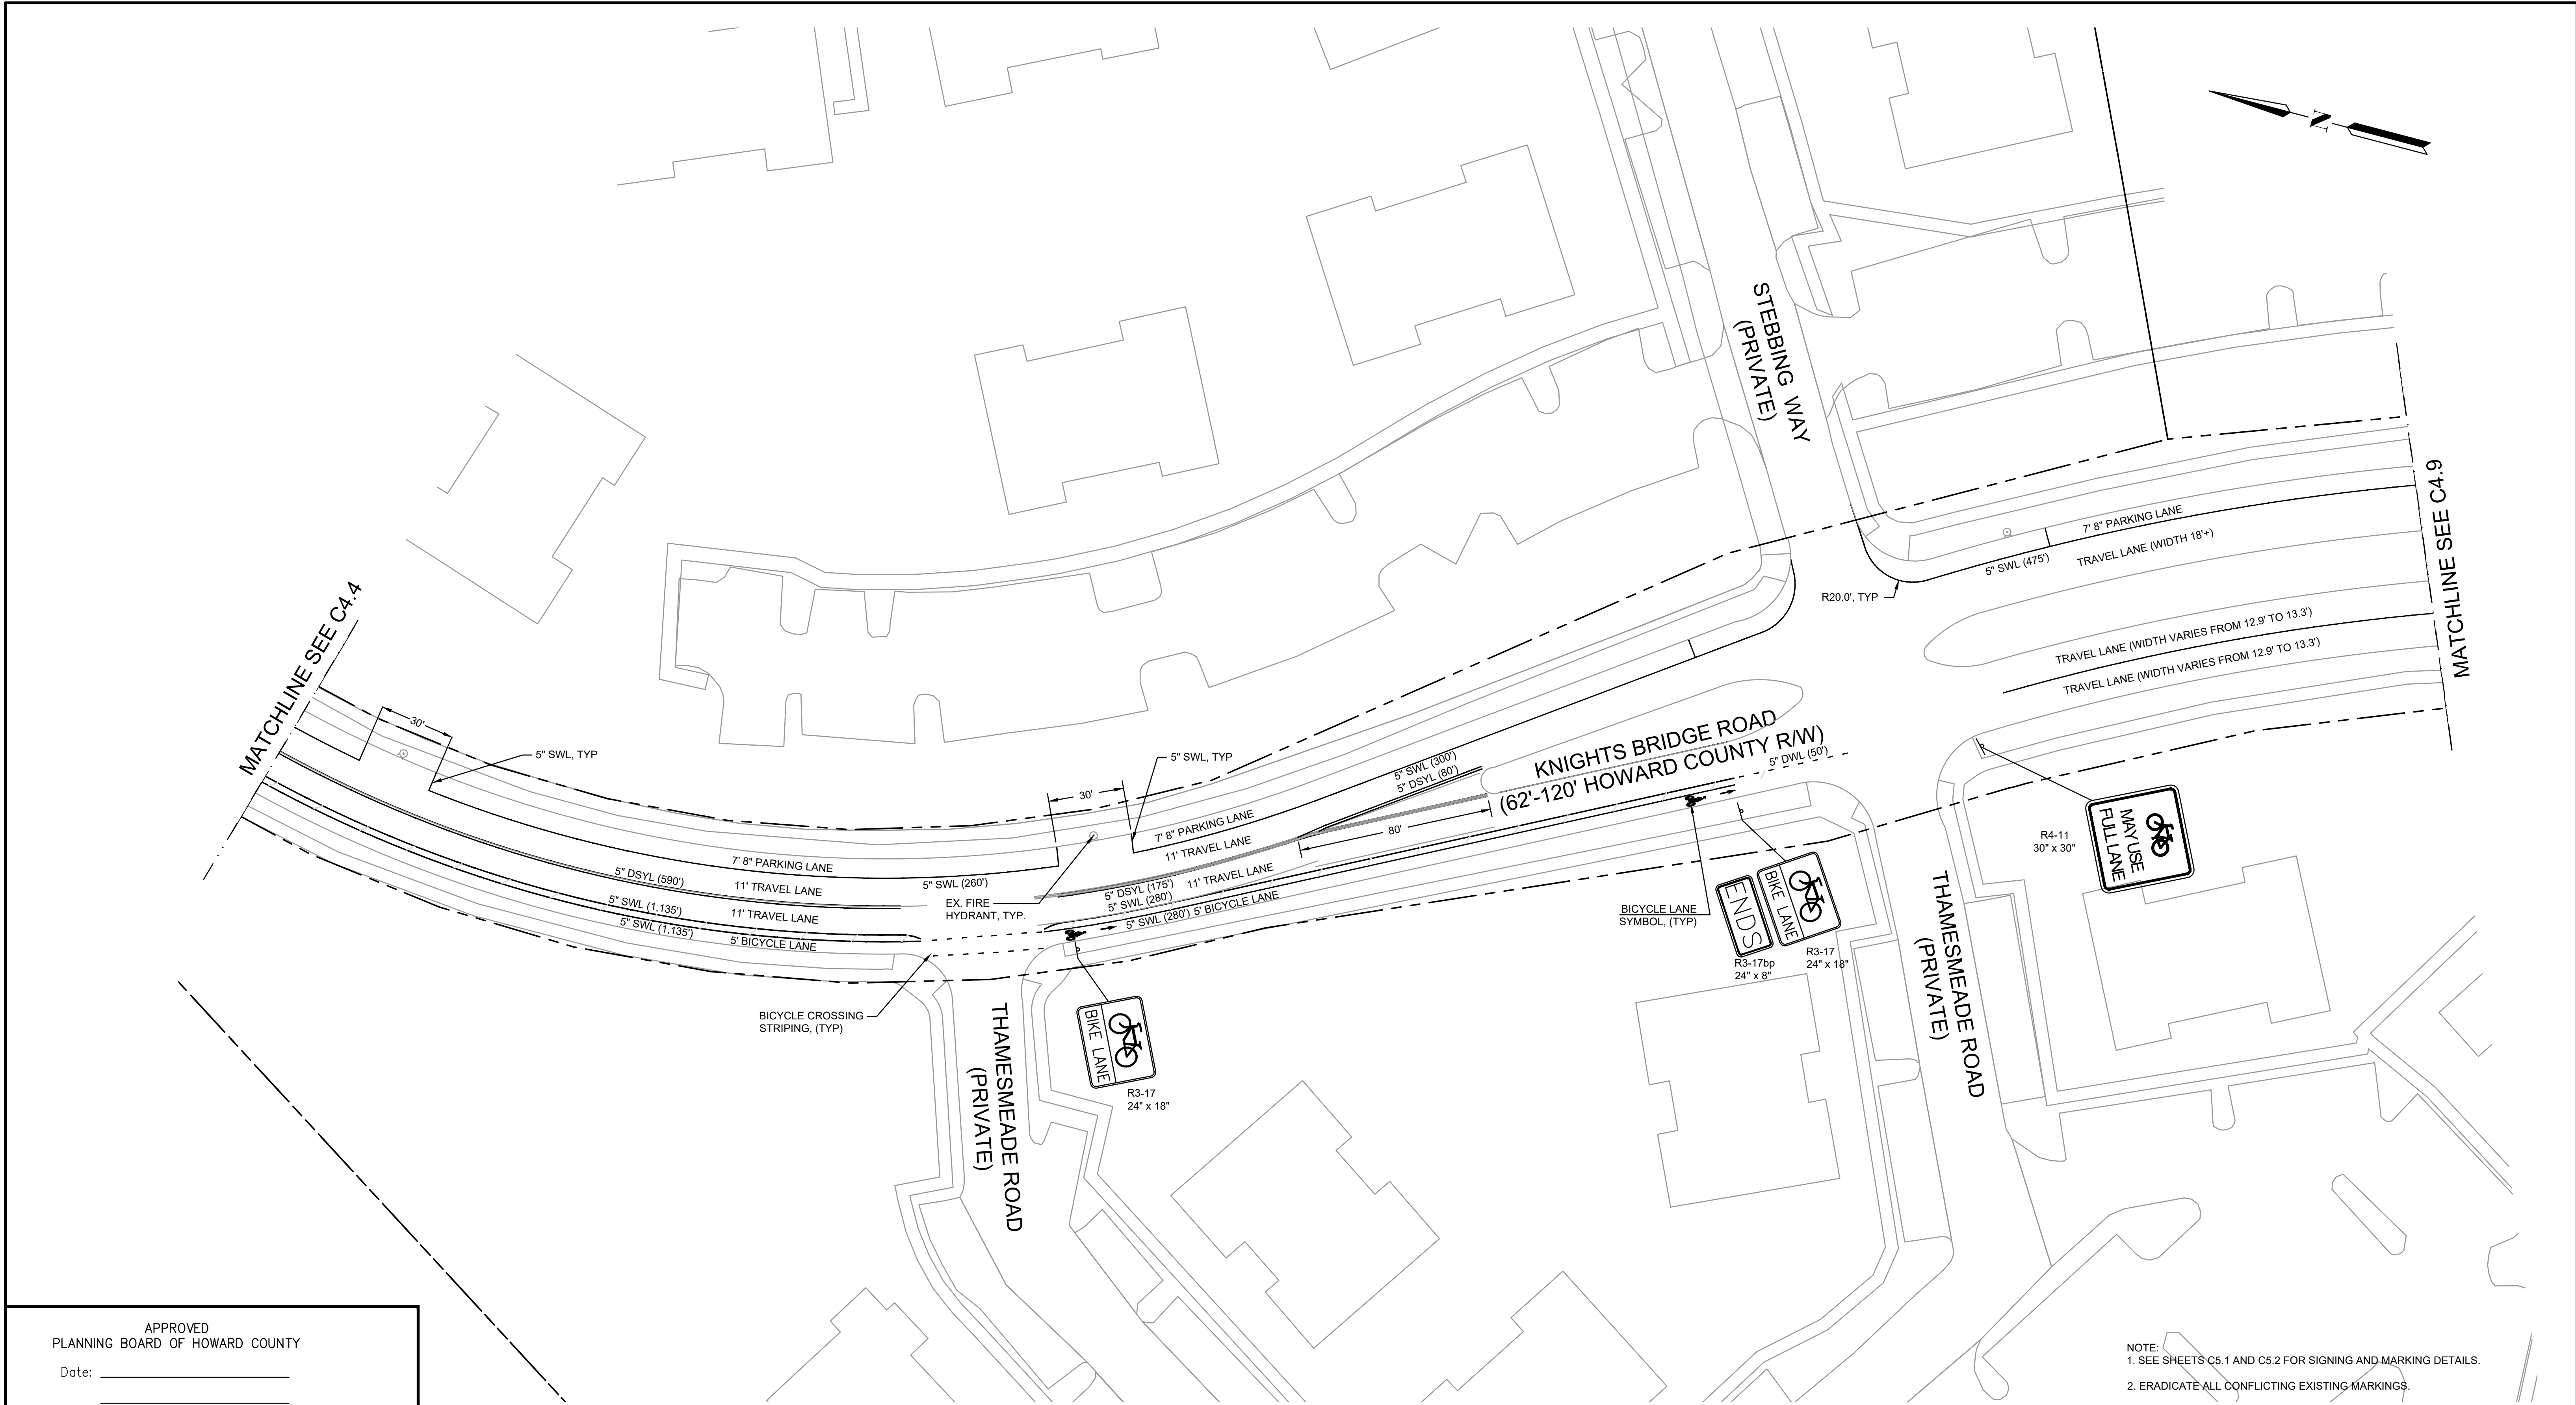 N
STEBBING WAY
(PRIVATE)
MATCHLINE SEE C4.9
7' 8" PARKING LANE
TRAVEL LANE (WIDTH 18'+)
5" SWL (475')
R20.0', TYP
TRAVEL LANE (WIDTH VARIES FROM 12.9' TO 13.3')
TRAVEL LANE (WIDTH VARIES FROM 12.9' TO 13.3')
MATCHLINE SEE C4.4
30'
5" SWL, TYP
5" SWL, TYP
30'
KNIGHTS BRIDGE ROAD
(62'-120' HOWARD COUNTY R/W)
5" SWL (300')
5" DSYL (80')
5" DWL (50')
80'
7' 8" PARKING LANE
11' TRAVEL LANE
7' 8" PARKING LANE
5" DSYL (590')
11' TRAVEL LANE
5" SWL (260')
5" DSYL (175')
11' TRAVEL LANE
5" SWL (280')
5" SWL (280')
5' BICYCLE LANE
EX. FIRE
HYDRANT, TYP.
5" SWL (1,135')
11' TRAVEL LANE
5" SWL (1,135')
5' BICYCLE LANE
BICYCLE LANE
SYMBOL, (TYP)
ENDS
BIKE LANE
R3-17bp
24" x 8"
R3-17
24" x 18"
R4-11
30" x 30"
MAY USE
FULL LANE
BICYCLE CROSSING
STRIPING, (TYP)
THAMESMEADE ROAD
(PRIVATE)
BIKE LANE
R3-17
24" x 18"
THAMESMEADE ROAD
(PRIVATE)
APPROVED
PLANNING BOARD OF HOWARD COUNTY
Date:
NOTE:
1. SEE SHEETS C5.1 AND C5.2 FOR SIGNING AND MARKING DETAILS.
2. ERADICATE ALL CONFLICTING EXISTING MARKINGS.